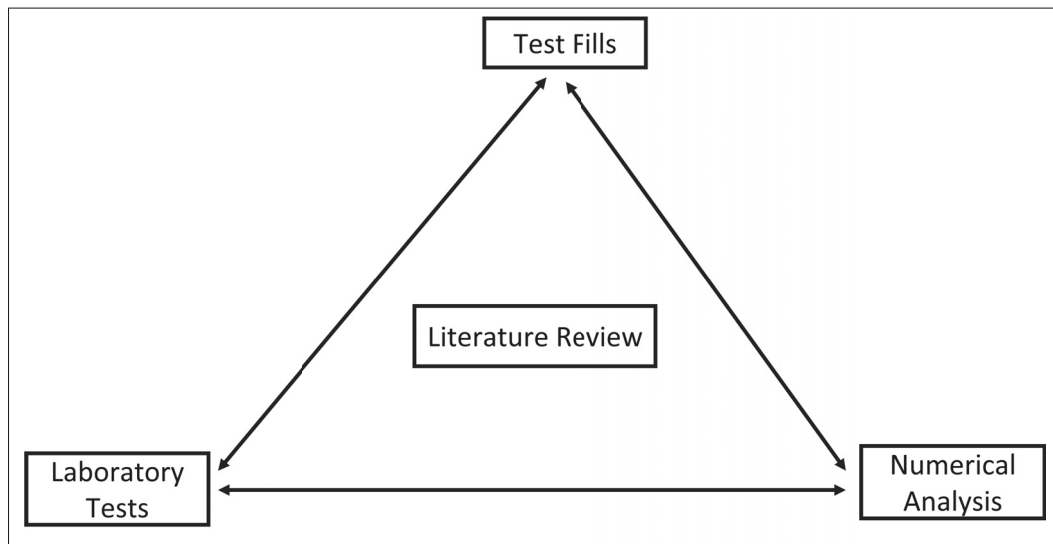 Test Fills
Literature Review
Laboratory
Tests
Numerical
Analysis